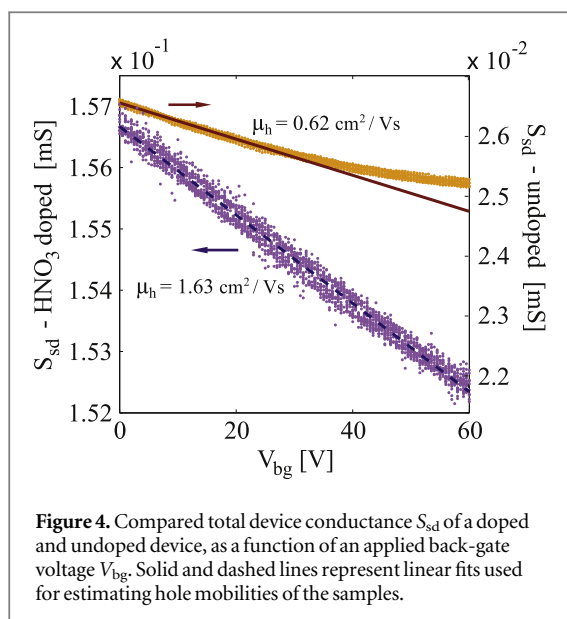 x 10⁻¹
x 10⁻²
1.57
1.56
1.55
1.54
1.53
1.52
S_sd - HNO₃ doped [mS]
μ_h = 0.62 cm² / Vs
μ_h = 1.63 cm² / Vs
2.6
2.5
2.4
2.3
2.2
S_sd - undoped [mS]
0
20
40
60
V_bg [V]
Figure 4. Compared total device conductance S_sd of a doped
and undoped device, as a function of an applied back-gate
voltage V_bg. Solid and dashed lines represent linear fits used
for estimating hole mobilities of the samples.